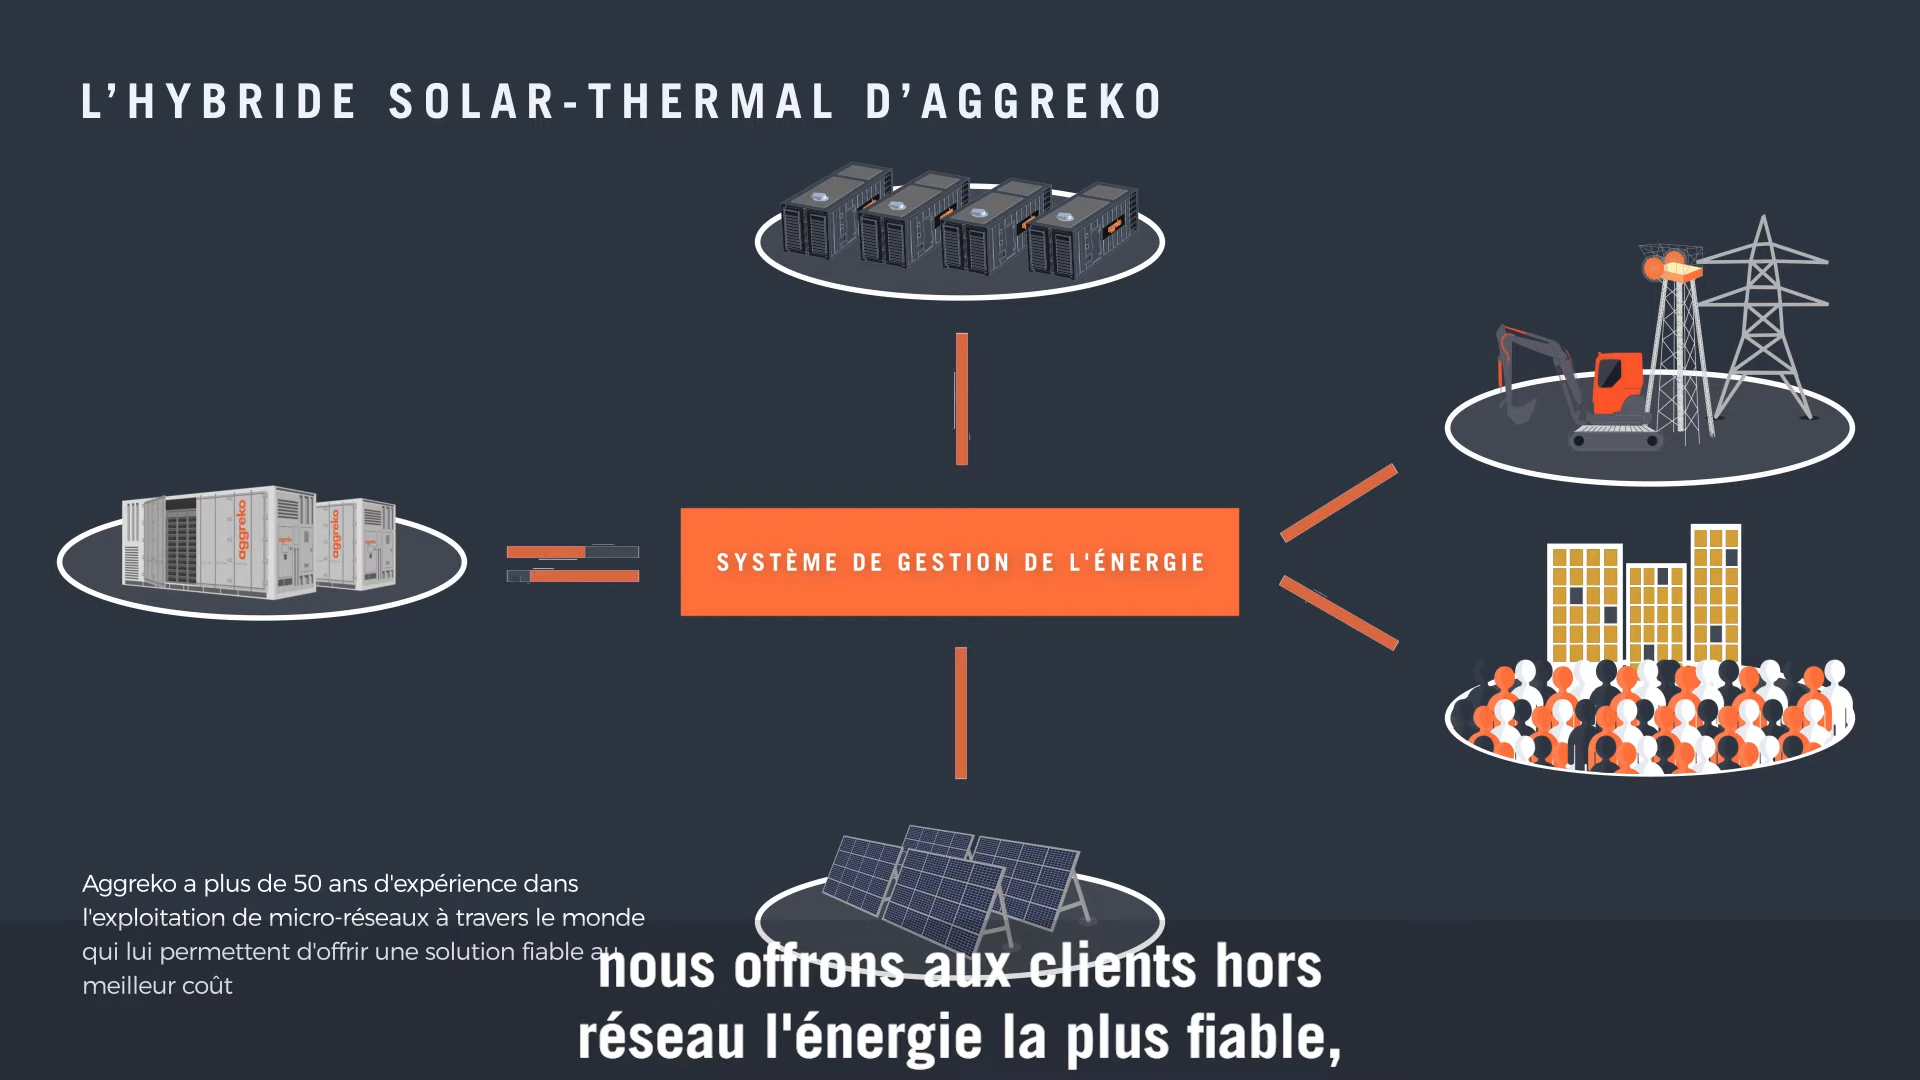 L’HYBRIDE SOLAR-THERMAL D’AGGREKO
aggreko
aggreko
SYSTÈME DE GESTION DE L'ÉNERGIE
Aggreko a plus de 50 ans d'expérience dans
l'exploitation de micro-réseaux à travers le monde
qui lui permettent d'offrir une solution fiable au
meilleur coût
nous offrons aux clients hors
réseau l'énergie la plus fiable,